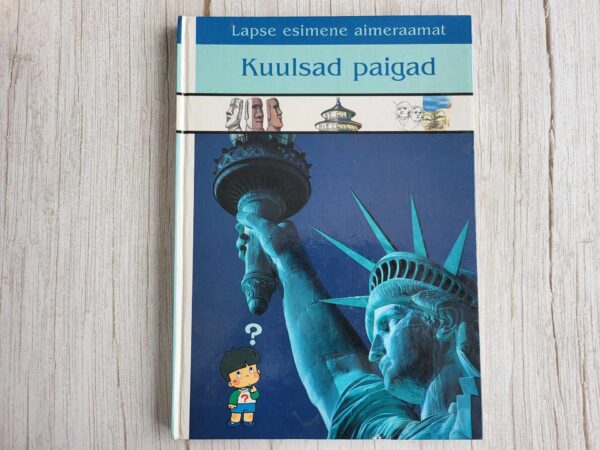 Lapse esimene aimeraamat
Kuulsad paigad
?
?